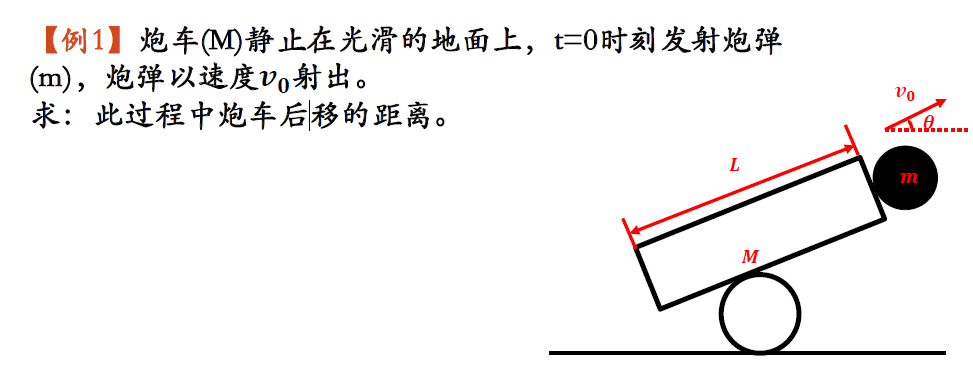 【例1】炮车(M)静止在光滑的地面上，t=0时刻发射炮弹
(m)，炮弹以速度v₀射出。
求：此过程中炮车后移的距离。
v₀
θ
L
m
M